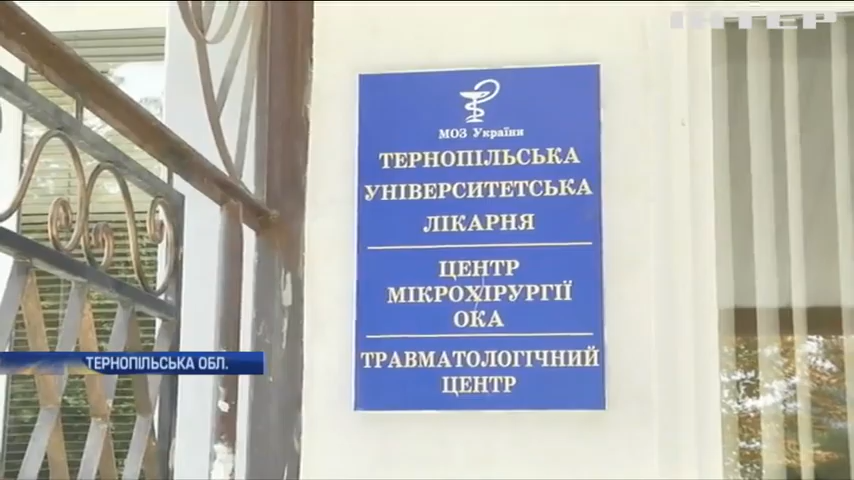 ІНТЕР
МОЗ України
ТЕРНОПІЛЬСЬКА
УНІВЕРСИТЕТСЬКА
ЛІКАРНЯ
ЦЕНТР
МІКРОХІРУРГІЇ
ОКА
ТРАВМАТОЛОГІЧНИЙ
ЦЕНТР
ТЕРНОПІЛЬСЬКА ОБЛ.